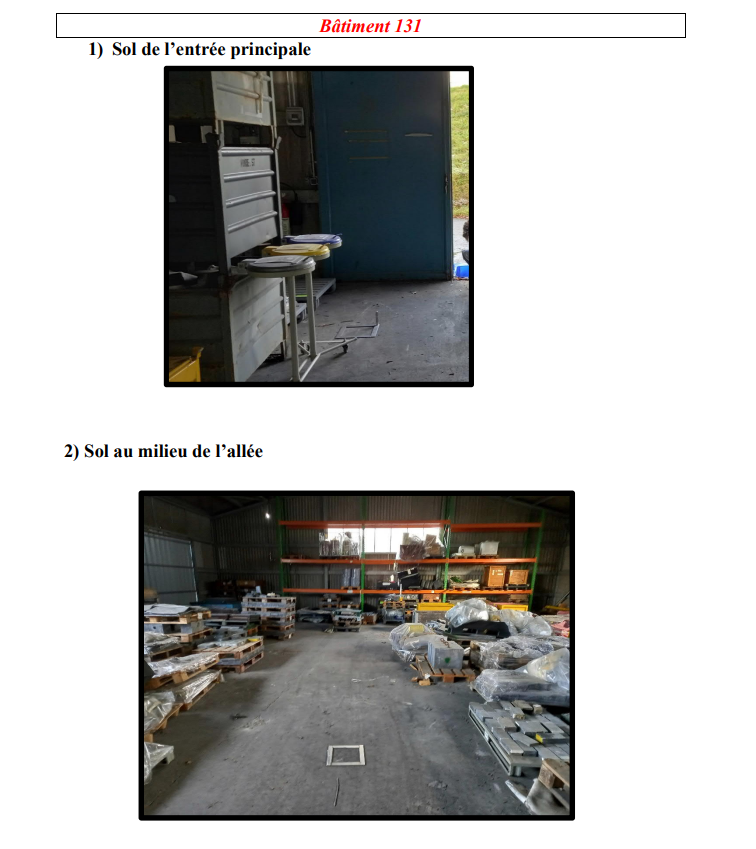 Bâtiment 131
1) Sol de l’entrée principale
2) Sol au milieu de l’allée